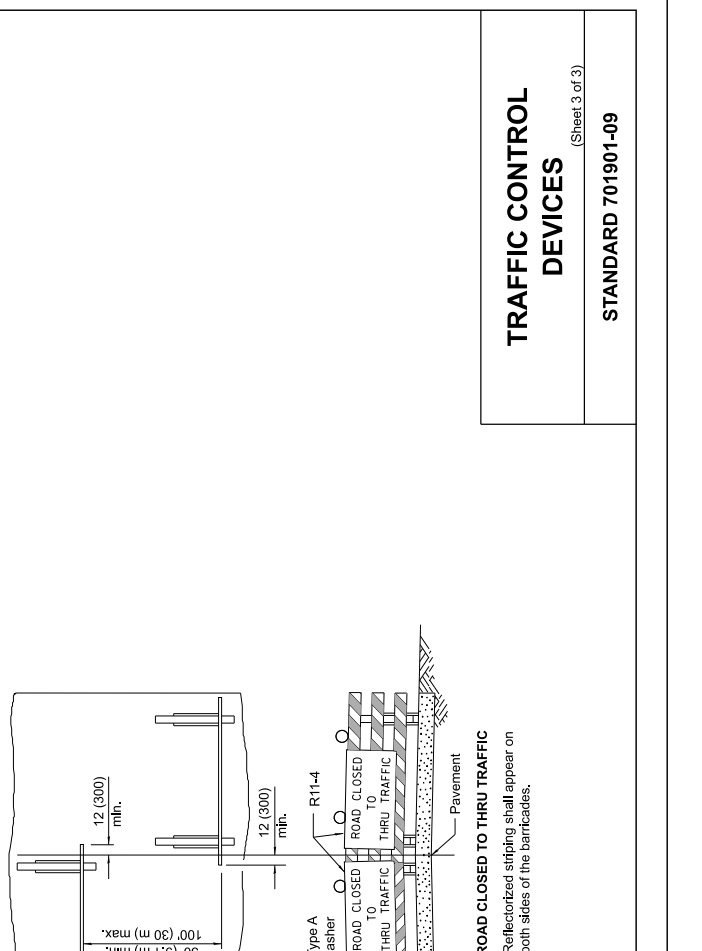 TRAFFIC CONTROL
DEVICES
(Sheet 3 of 3)
STANDARD 701901-09
12 (300)
min.
12 (300)
min.
100' (30 m) max.
R11-4
ROAD CLOSED
TO
THRU TRAFFIC
ROAD CLOSED
TO
THRU TRAFFIC
Pavement
ype A
asher
ROAD CLOSED TO THRU TRAFFIC
Reflectorized striping shall appear on
both sides of the barricades.